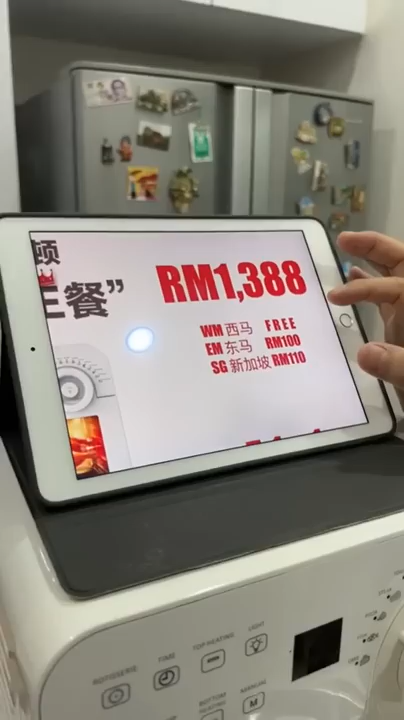 顿
餐”
RM1,388
WM 西马 FREE
EM 东马 RM100
SG 新加坡 RM110
ROTISSERIE
TIME
TOP HEATING
LIGHT
BOTTOM
HEATING
MANUAL
M